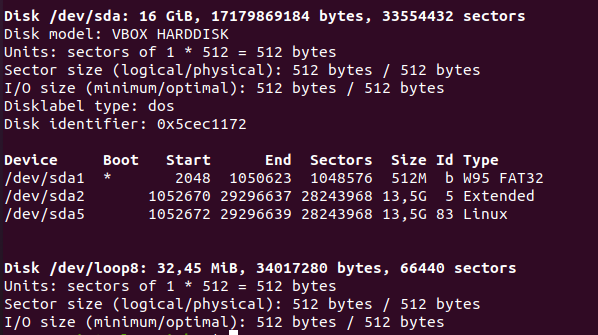 Disk /dev/sda: 16 GiB, 17179869184 bytes, 33554432 sectors
Disk model: VBOX HARDDISK
Units: sectors of 1 * 512 = 512 bytes
Sector size (logical/physical): 512 bytes / 512 bytes
I/O size (minimum/optimal): 512 bytes / 512 bytes
Disklabel type: dos
Disk identifier: 0x5cec1172
Device Boot Start End Sectors Size Id Type
/dev/sda1 * 2048 1050623 1048576 512M b W95 FAT32
/dev/sda2 1052670 29296637 28243968 13,5G 5 Extended
/dev/sda5 1052672 29296639 28243968 13,5G 83 Linux
Disk /dev/loop8: 32,45 MiB, 34017280 bytes, 66440 sectors
Units: sectors of 1 * 512 = 512 bytes
Sector size (logical/physical): 512 bytes / 512 bytes
I/O size (minimum/optimal): 512 bytes / 512 bytes